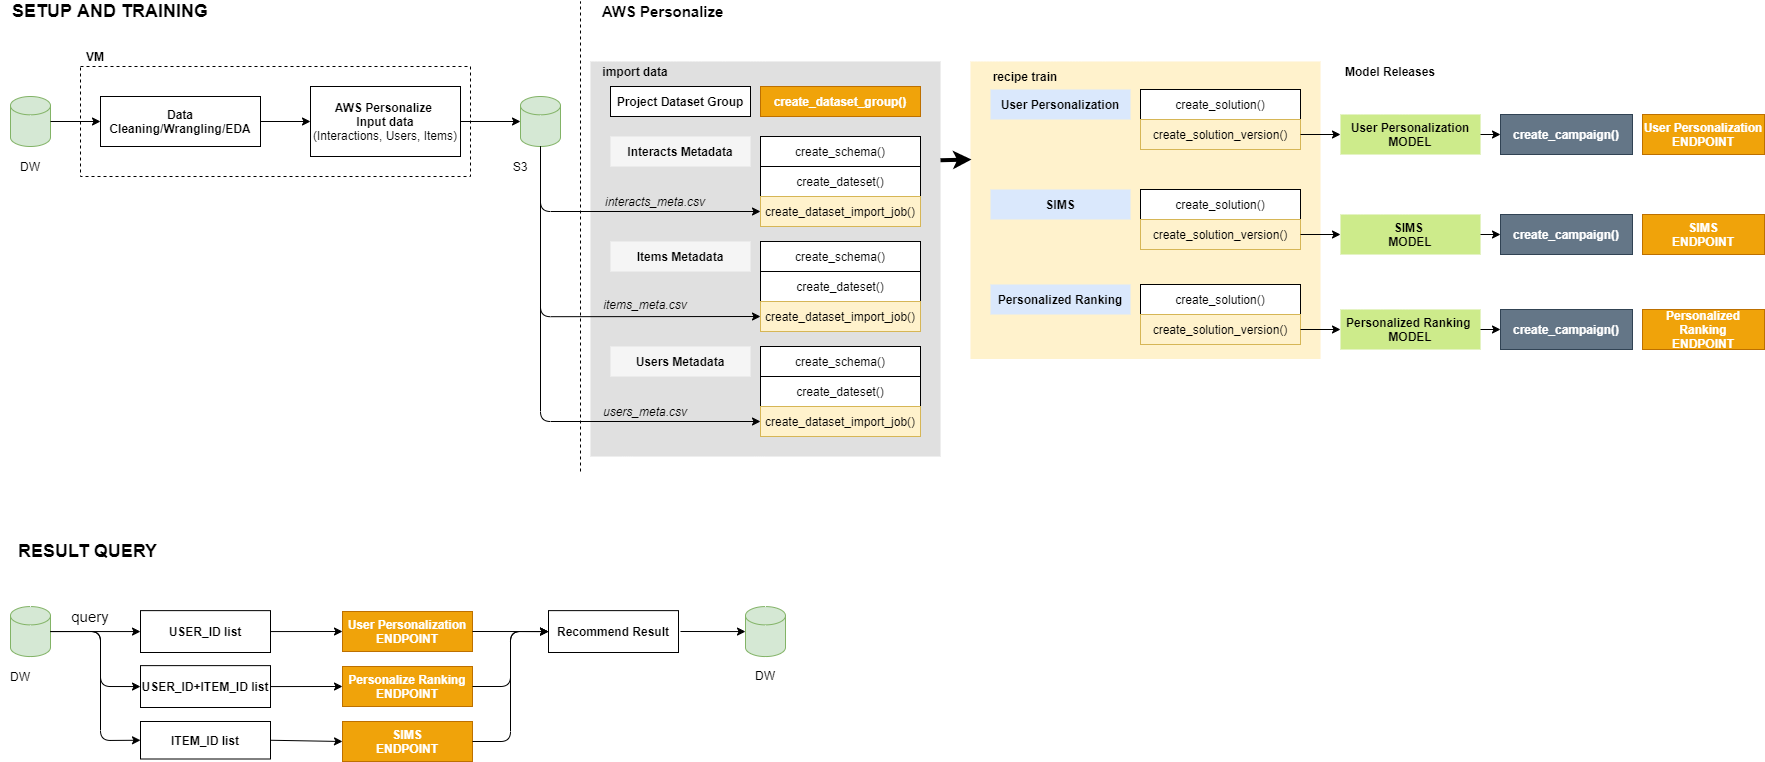 SETUP AND TRAINING
AWS Personalize
VM
DW
Data
Cleaning/Wrangling/EDA
AWS Personalize
Input data
(Interactions, Users, Items)
S3
import data
Project Dataset Group
create_dataset_group()
Interacts Metadata
create_schema()
create_dateset()
interacts_meta.csv
create_dataset_import_job()
Items Metadata
create_schema()
create_dateset()
items_meta.csv
create_dataset_import_job()
Users Metadata
create_schema()
create_dateset()
users_meta.csv
create_dataset_import_job()
recipe train
User Personalization
create_solution()
create_solution_version()
SIMS
create_solution()
create_solution_version()
Personalized Ranking
create_solution()
create_solution_version()
Model Releases
User Personalization
MODEL
create_campaign()
User Personalization
ENDPOINT
SIMS
MODEL
create_campaign()
SIMS
ENDPOINT
Personalized Ranking
MODEL
create_campaign()
Personalized
Ranking
ENDPOINT
RESULT QUERY
DW
query
USER_ID list
User Personalization
ENDPOINT
USER_ID+ITEM_ID list
Personalize Ranking
ENDPOINT
ITEM_ID list
SIMS
ENDPOINT
Recommend Result
DW